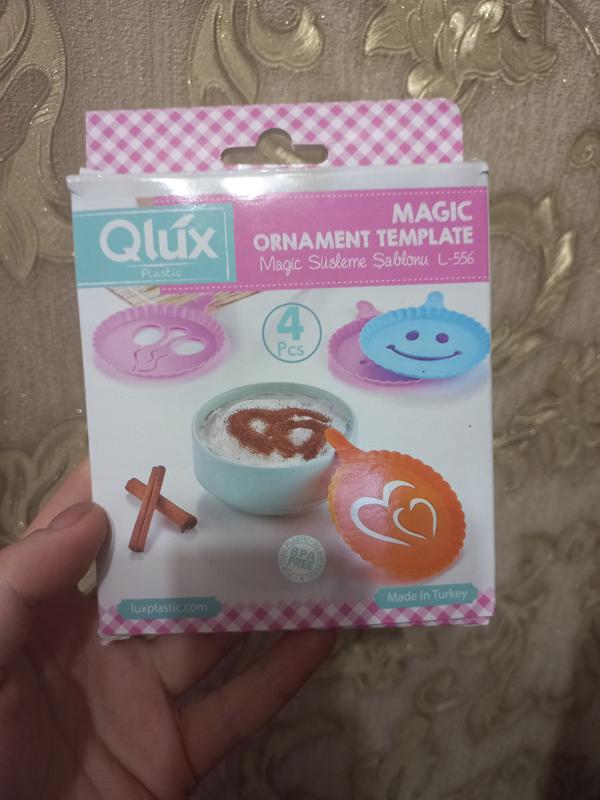 Qlux
Plastic
MAGIC
ORNAMENT TEMPLATE
Magic Süsleme Şablonu L-556
4
Pcs
BPA
FREE
luxplastic.com
Made In Turkey